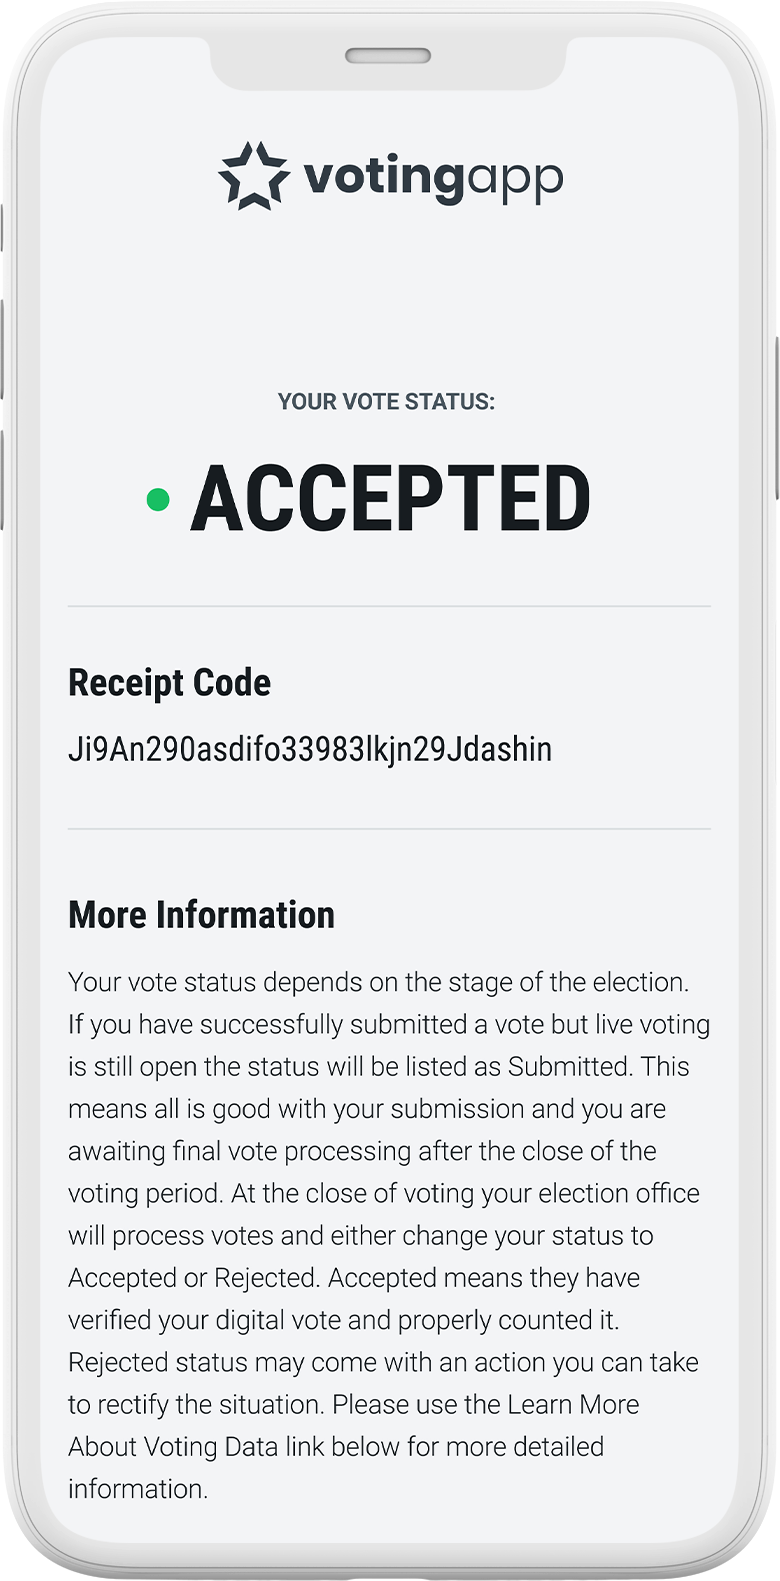 votingapp
YOUR VOTE STATUS:
ACCEPTED
Receipt Code
Ji9An290asdifo33983lkjn29Jdashin
More Information
Your vote status depends on the stage of the election.
If you have successfully submitted a vote but live voting
is still open the status will be listed as Submitted. This
means all is good with your submission and you are
awaiting final vote processing after the close of the
voting period. At the close of voting your election office
will process votes and either change your status to
Accepted or Rejected. Accepted means they have
verified your digital vote and properly counted it.
Rejected status may come with an action you can take
to rectify the situation. Please use the Learn More
About Voting Data link below for more detailed
information.